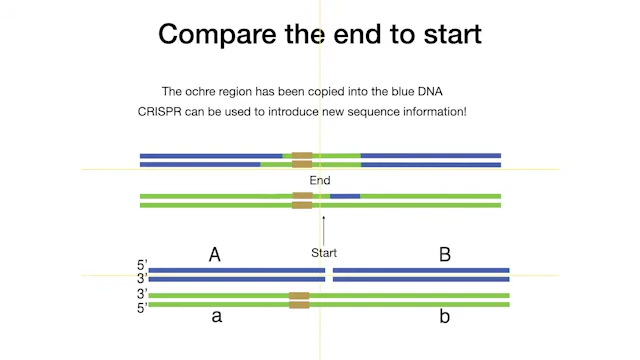 Compare the end to start
The ochre region has been copied into the blue DNA
CRISPR can be used to introduce new sequence information!
End
Start
A B
5’
3’
3’
5’
a b